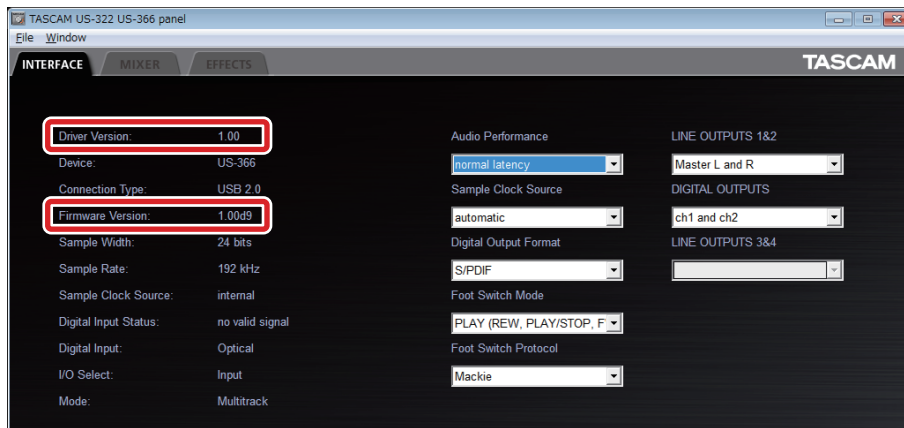 TASCAM US-322 US-366 panel
File Window
INTERFACE MIXER EFFECTS TASCAM
Driver Version: 1.00
Device: US-366
Connection Type: USB 2.0
Firmware Version: 1.00d9
Sample Width: 24 bits
Sample Rate: 192 kHz
Sample Clock Source: internal
Digital Input Status: no valid signal
Digital Input: Optical
I/O Select: Input
Mode: Multitrack
Audio Performance
normal latency
Sample Clock Source
automatic
Digital Output Format
S/PDIF
Foot Switch Mode
PLAY (REW, PLAY/STOP, F
Foot Switch Protocol
Mackie
LINE OUTPUTS 1&2
Master L and R
DIGITAL OUTPUTS
ch1 and ch2
LINE OUTPUTS 3&4